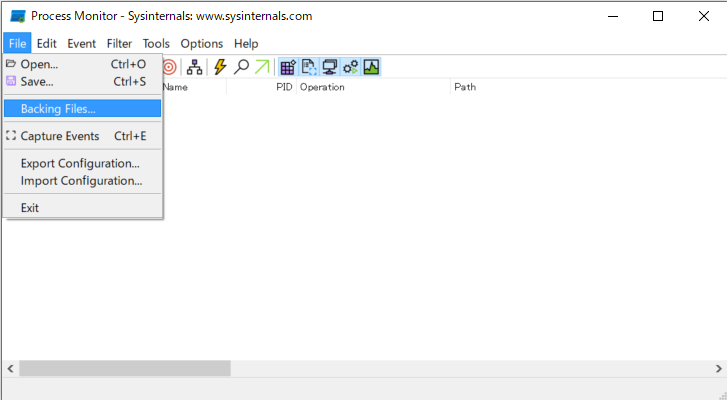 Process Monitor - Sysinternals: www.sysinternals.com
File Edit Event Filter Tools Options Help
Open... Ctrl+O
Save... Ctrl+S
Name PID Operation Path
Backing Files...
Capture Events Ctrl+E
Export Configuration...
Import Configuration...
Exit